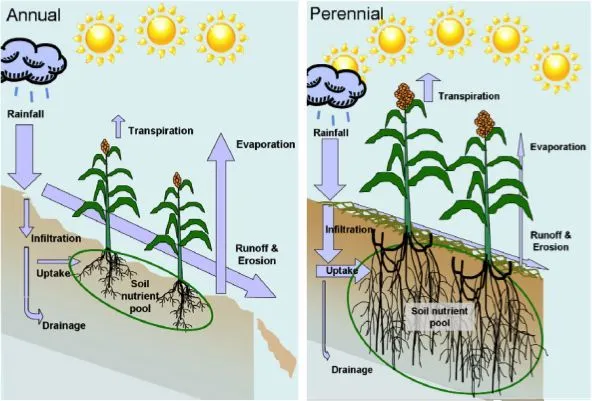 Annual
Rainfall
Transpiration
Evaporation
Infiltration
Runoff &
Erosion
Uptake
Soil
nutrient
pool
Drainage
Perennial
Transpiration
Rainfall
Evaporation
Infiltration
Runoff &
Erosion
Uptake
Soil nutrient
pool
Drainage